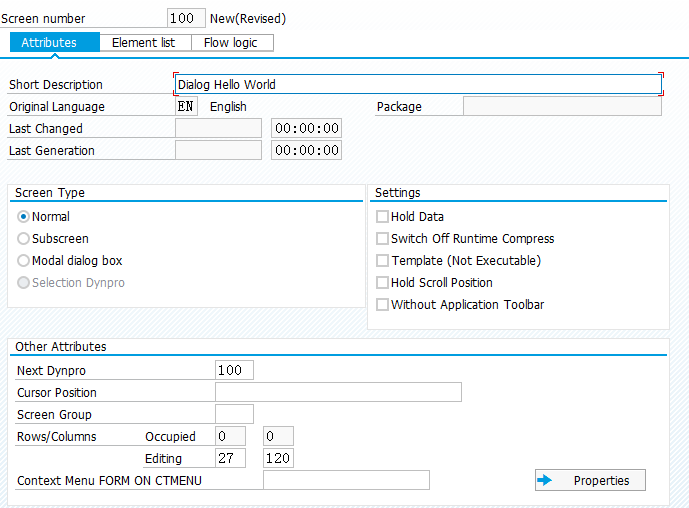 Screen number 100 New(Revised)
Attributes Element list Flow logic
Short Description Dialog Hello World
Original Language EN English Package
Last Changed 00:00:00
Last Generation 00:00:00
Screen Type
Normal
Subscreen
Modal dialog box
Selection Dynpro
Settings
Hold Data
Switch Off Runtime Compress
Template (Not Executable)
Hold Scroll Position
Without Application Toolbar
Other Attributes
Next Dynpro 100
Cursor Position
Screen Group
Rows/Columns Occupied 0 0
Editing 27 120
Context Menu FORM ON CTMENU
Properties